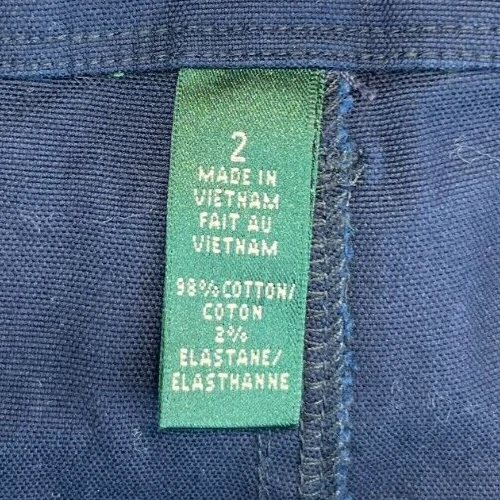 2
MADE IN
VIETNAM
FAIT AU
VIETNAM
98% COTTON/
COTON
2%
ELASTANE/
ELASTHANNE